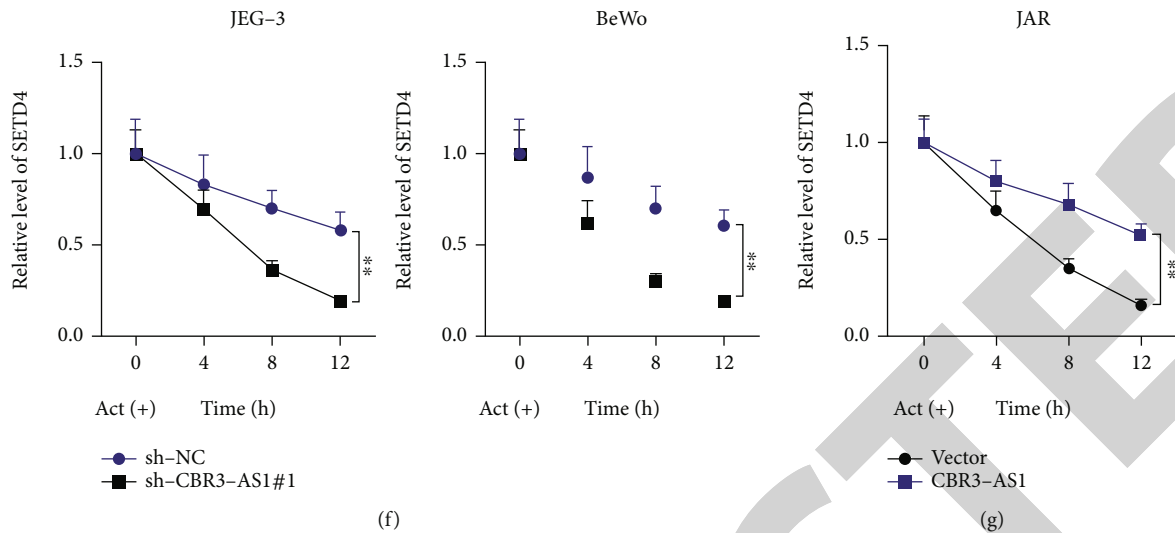 JEG–3
Relative level of SETD4
1.5
1.0
0.5
0.0
0 4 8 12
Act (+) Time (h)
**
sh–NC
sh–CBR3–AS1#1
BeWo
Relative level of SETD4
1.5
1.0
0.5
0.0
0 4 8 12
Act (+) Time (h)
**
(f)
JAR
Relative level of SETD4
1.5
1.0
0.5
0.0
0 4 8 12
Act (+) Time (h)
**
Vector
CBR3–AS1
(g)